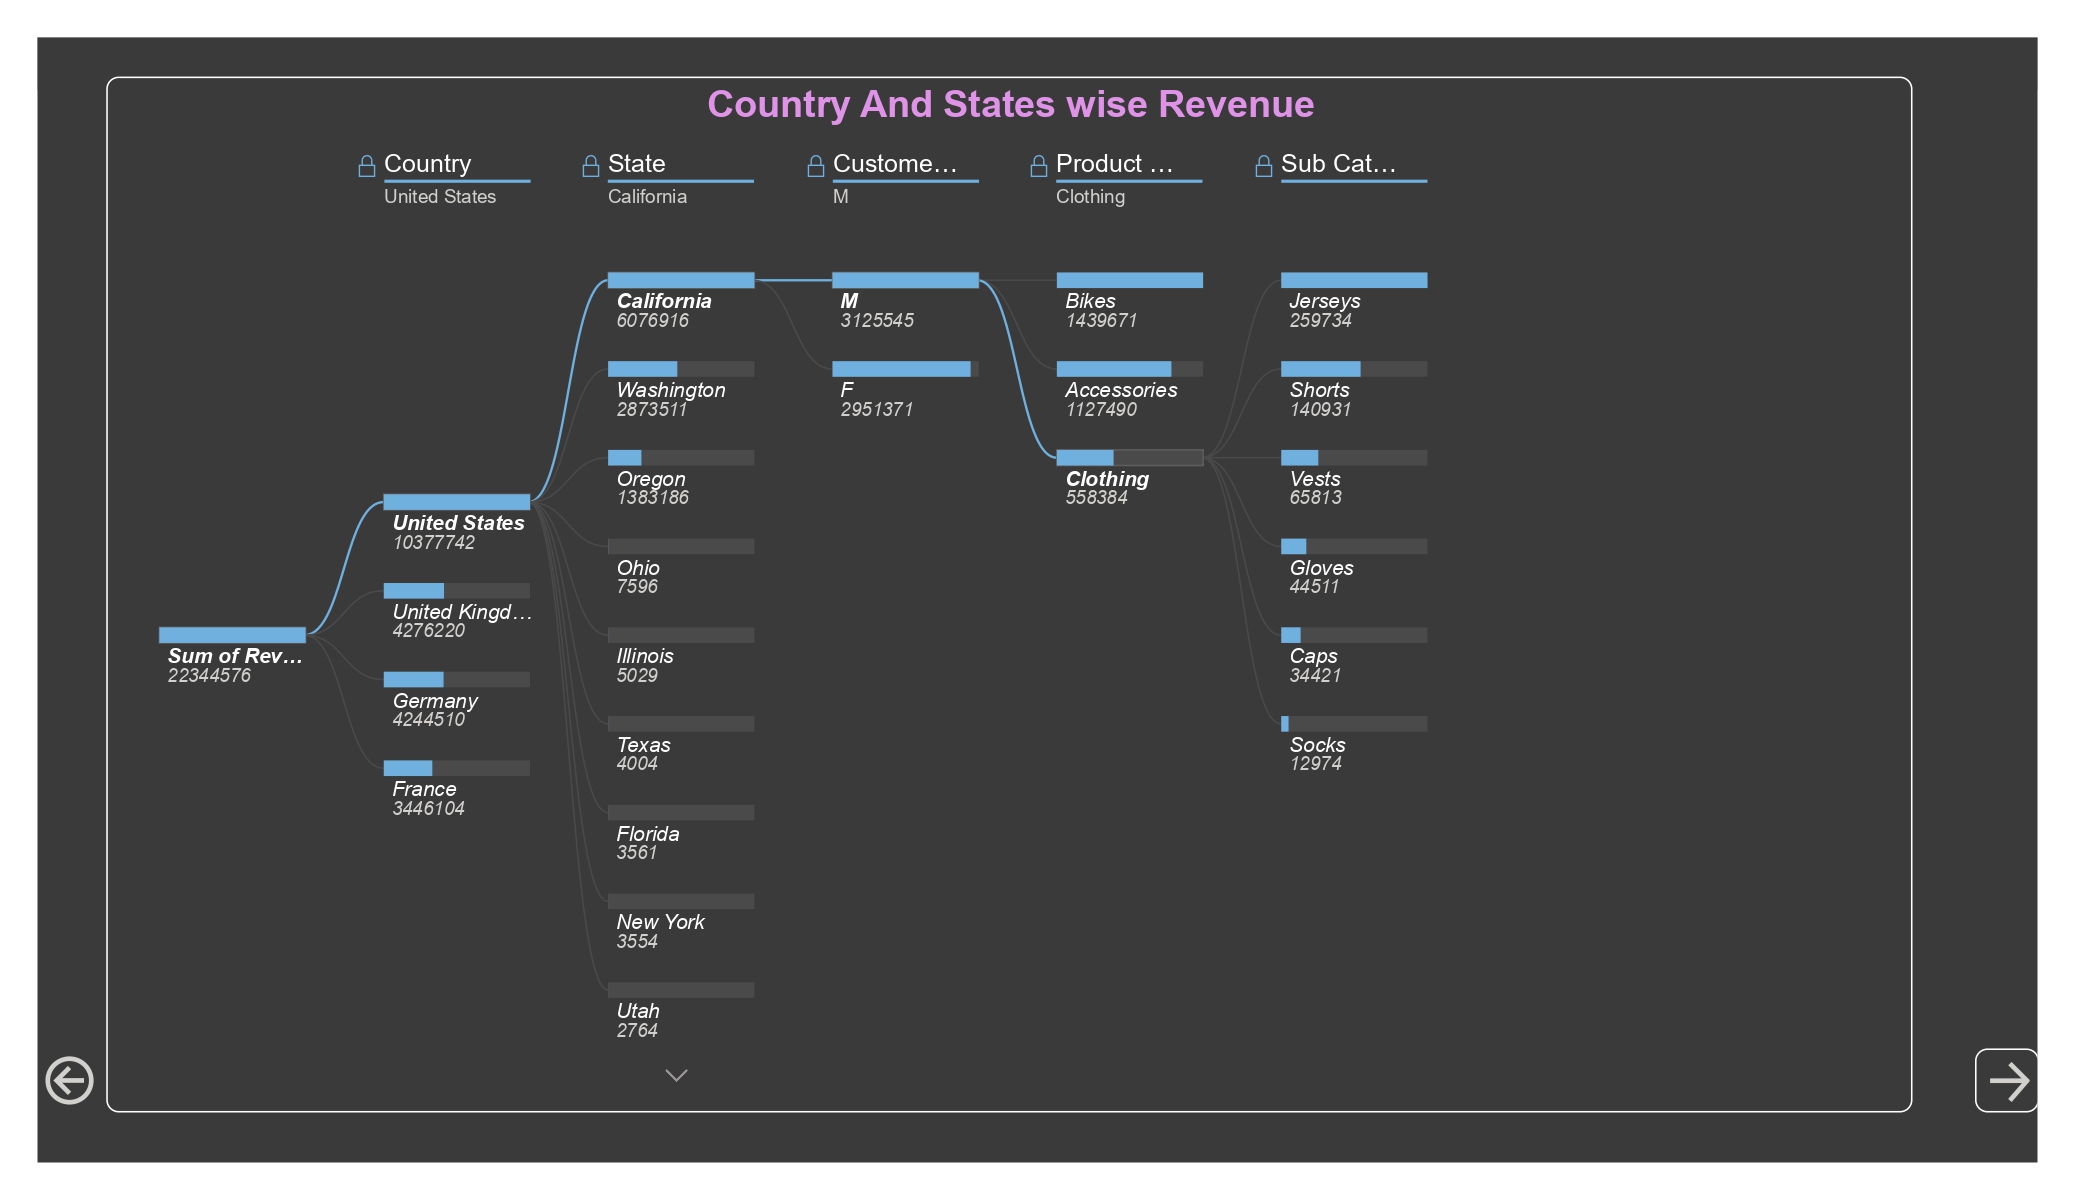 Country And States wise Revenue
Country
United States
State
California
Custome…
M
Product …
Clothing
Sub Cat…
Sum of Rev…
22344576
United States
10377742
United Kingd…
4276220
Germany
4244510
France
3446104
California
6076916
Washington
2873511
Oregon
1383186
Ohio
7596
Illinois
5029
Texas
4004
Florida
3561
New York
3554
Utah
2764
M
3125545
F
2951371
Bikes
1439671
Accessories
1127490
Clothing
558384
Jerseys
259734
Shorts
140931
Vests
65813
Gloves
44511
Caps
34421
Socks
12974